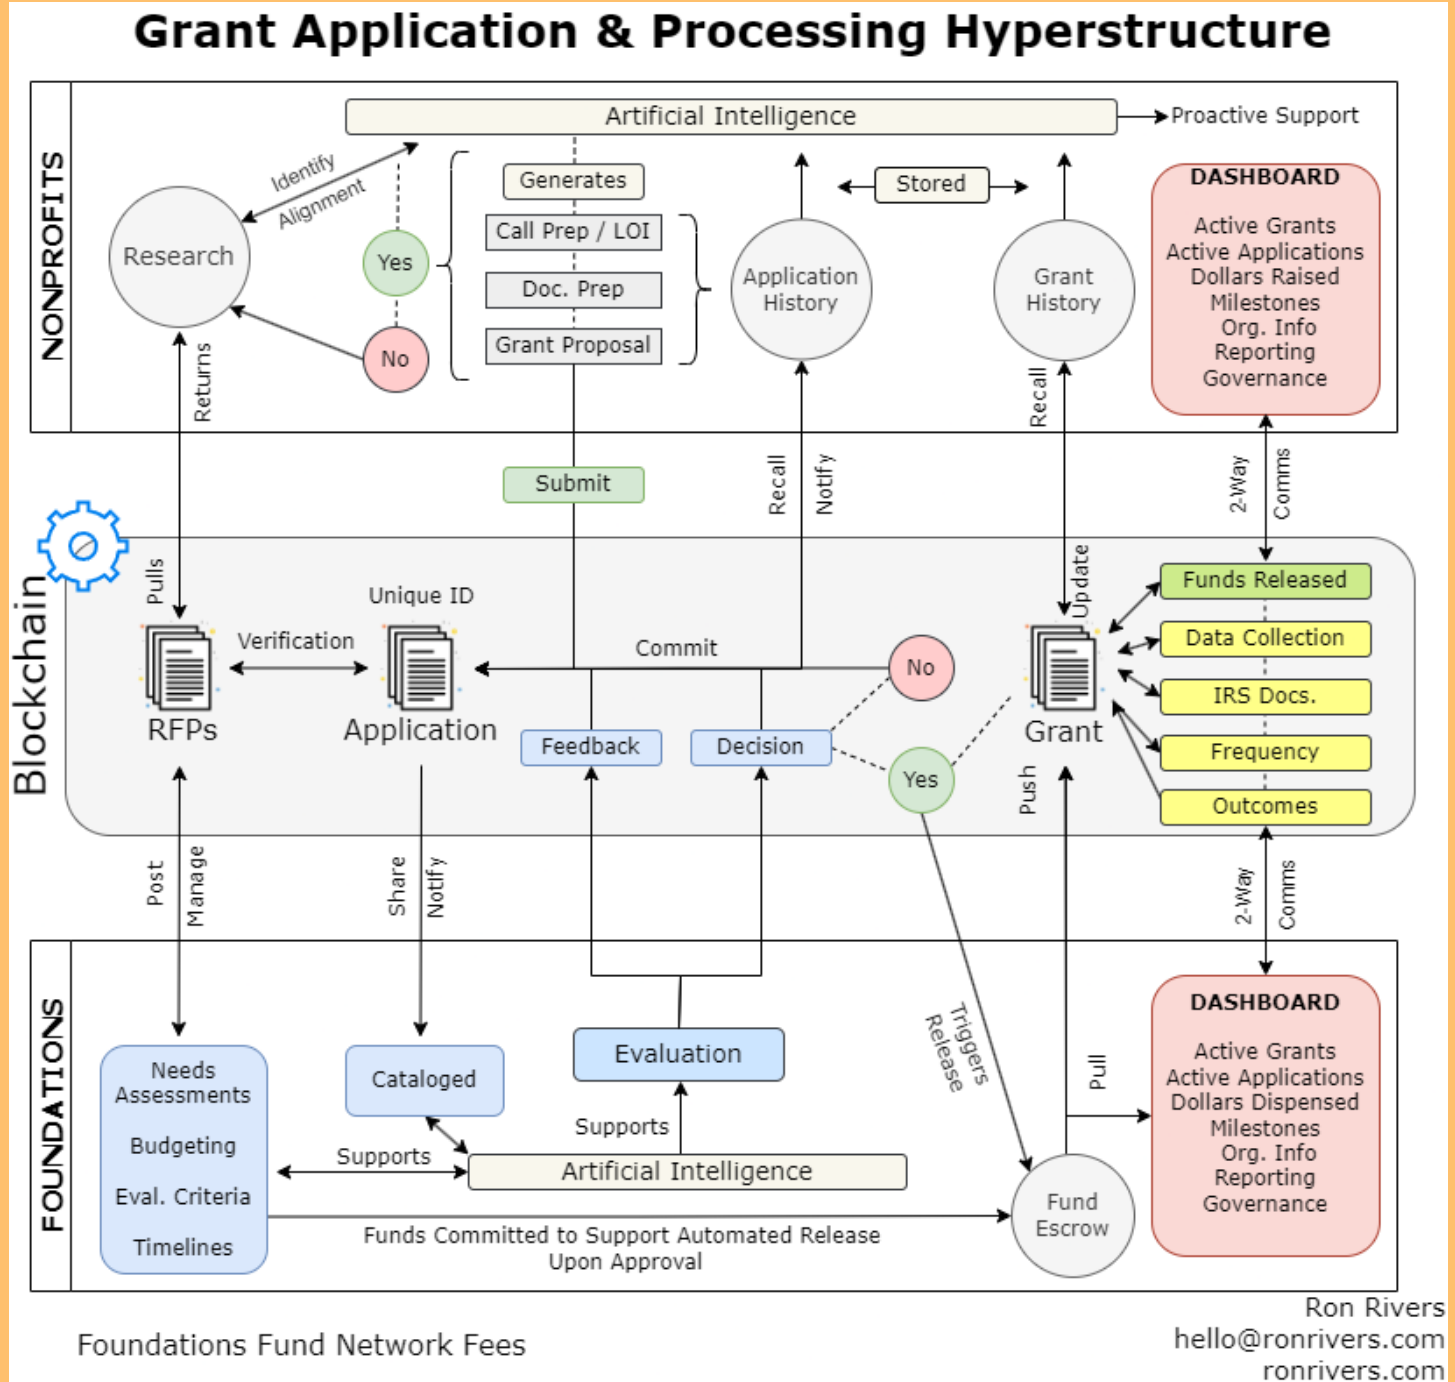 Grant Application & Processing Hyperstructure
NONPROFITS
Artificial Intelligence
Proactive Support
Identify
Alignment
Research
Yes
No
Generates
Call Prep / LOI
Doc. Prep
Grant Proposal
Application
History
Stored
Grant
History
DASHBOARD
Active Grants
Active Applications
Dollars Raised
Milestones
Org. Info
Reporting
Governance
Returns
Recall
Submit
Recall
Notify
2-Way
Comms
Blockchain
Pulls
Unique ID
Verification
RFPs
Application
Commit
Feedback
Decision
No
Yes
Update
Grant
Push
Funds Released
Data Collection
IRS Docs.
Frequency
Outcomes
Post
Manage
Share
Notify
2-Way
Comms
FOUNDATIONS
Needs
Assessments
Budgeting
Eval. Criteria
Timelines
Cataloged
Evaluation
Supports
Supports
Artificial Intelligence
Triggers
Release
Pull
Funds Committed to Support Automated Release
Upon Approval
Fund
Escrow
DASHBOARD
Active Grants
Active Applications
Dollars Dispensed
Milestones
Org. Info
Reporting
Governance
Foundations Fund Network Fees
Ron Rivers
hello@ronrivers.com
ronrivers.com